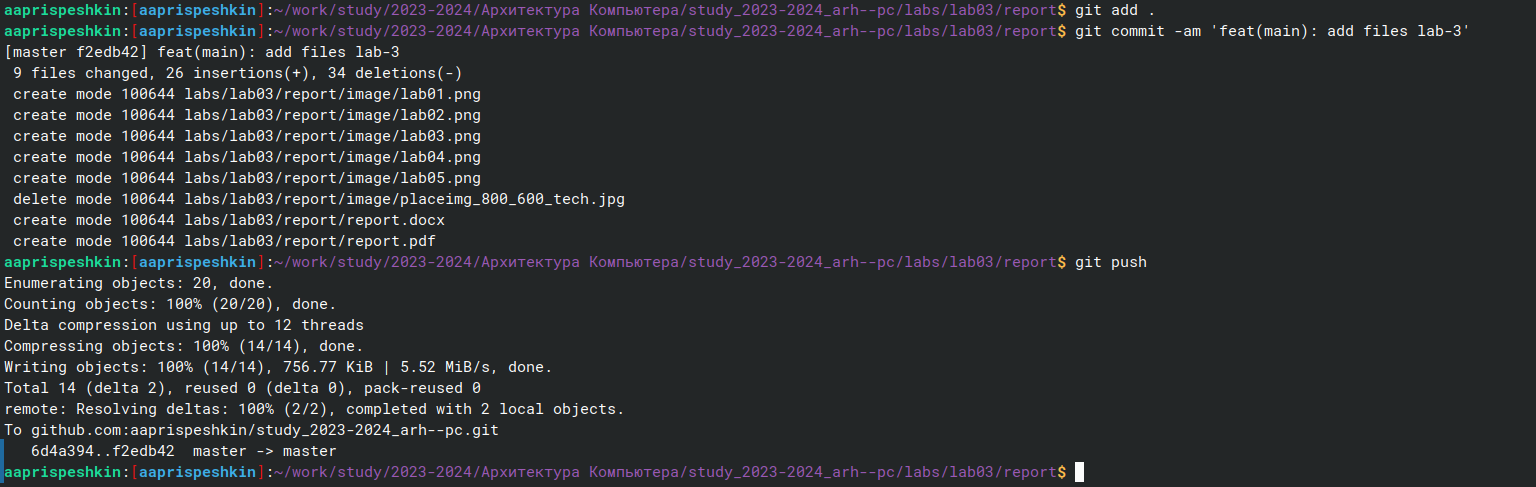 aaprispeshkin:[aaprispeshkin]:~/work/study/2023-2024/Архитектура Компьютера/study_2023-2024_arh--pc/labs/lab03/report$ git add .
aaprispeshkin:[aaprispeshkin]:~/work/study/2023-2024/Архитектура Компьютера/study_2023-2024_arh--pc/labs/lab03/report$ git commit -am 'feat(main): add files lab-3'
[master f2edb42] feat(main): add files lab-3
 9 files changed, 26 insertions(+), 34 deletions(-)
 create mode 100644 labs/lab03/report/image/lab01.png
 create mode 100644 labs/lab03/report/image/lab02.png
 create mode 100644 labs/lab03/report/image/lab03.png
 create mode 100644 labs/lab03/report/image/lab04.png
 create mode 100644 labs/lab03/report/image/lab05.png
 delete mode 100644 labs/lab03/report/image/placeimg_800_600_tech.jpg
 create mode 100644 labs/lab03/report/report.docx
 create mode 100644 labs/lab03/report/report.pdf
aaprispeshkin:[aaprispeshkin]:~/work/study/2023-2024/Архитектура Компьютера/study_2023-2024_arh--pc/labs/lab03/report$ git push
Enumerating objects: 20, done.
Counting objects: 100% (20/20), done.
Delta compression using up to 12 threads
Compressing objects: 100% (14/14), done.
Writing objects: 100% (14/14), 756.77 KiB | 5.52 MiB/s, done.
Total 14 (delta 2), reused 0 (delta 0), pack-reused 0
remote: Resolving deltas: 100% (2/2), completed with 2 local objects.
To github.com:aaprispeshkin/study_2023-2024_arh--pc.git
   6d4a394..f2edb42  master -> master
aaprispeshkin:[aaprispeshkin]:~/work/study/2023-2024/Архитектура Компьютера/study_2023-2024_arh--pc/labs/lab03/report$